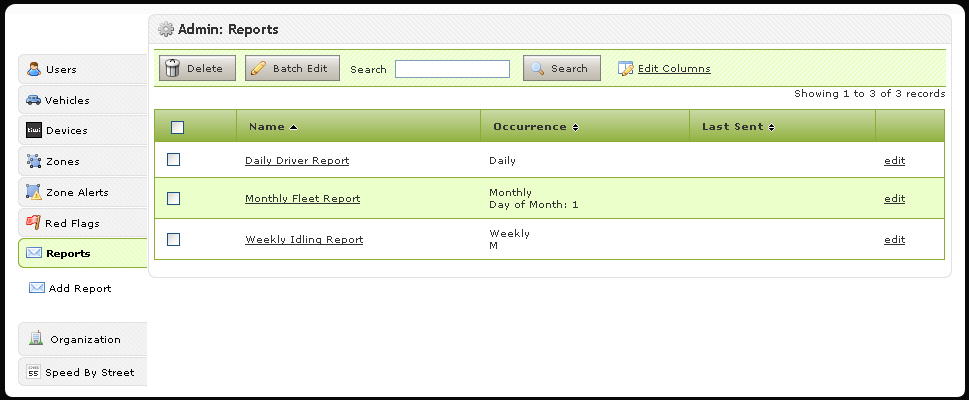 Admin: Reports
Users
Vehicles
tiwi Devices
Zones
Zone Alerts
Red Flags
Reports
Add Report
Organization
55 Speed By Street
Delete Batch Edit Search Search Edit Columns
Showing 1 to 3 of 3 records
Name Occurrence Last Sent
Daily Driver Report Daily edit
Monthly Fleet Report Monthly edit
Day of Month: 1
Weekly Idling Report Weekly edit
M